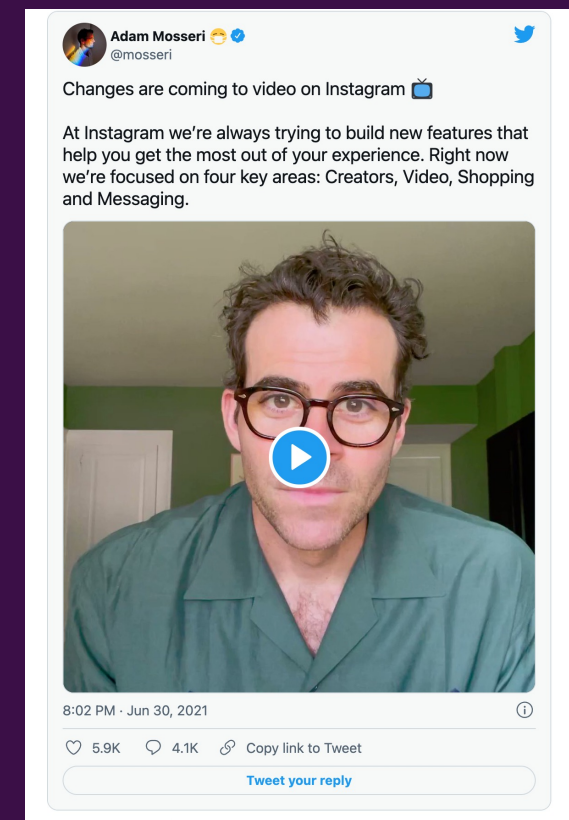 Adam Mosseri 😷
@mosseri
Changes are coming to video on Instagram 📺
At Instagram we’re always trying to build new features that
help you get the most out of your experience. Right now
we’re focused on four key areas: Creators, Video, Shopping
and Messaging.
8:02 PM · Jun 30, 2021
5.9K 4.1K Copy link to Tweet
Tweet your reply